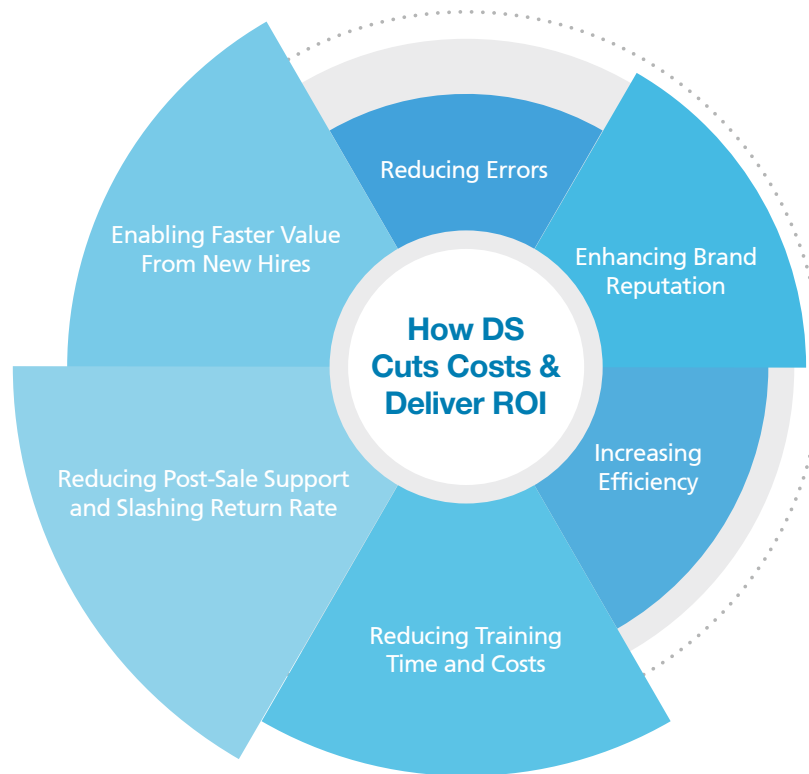 Reducing Errors
Enhancing Brand
Reputation
Increasing
Efficiency
Reducing Training
Time and Costs
Reducing Post-Sale Support
and Slashing Return Rate
Enabling Faster Value
From New Hires
How DS
Cuts Costs &
Deliver ROI